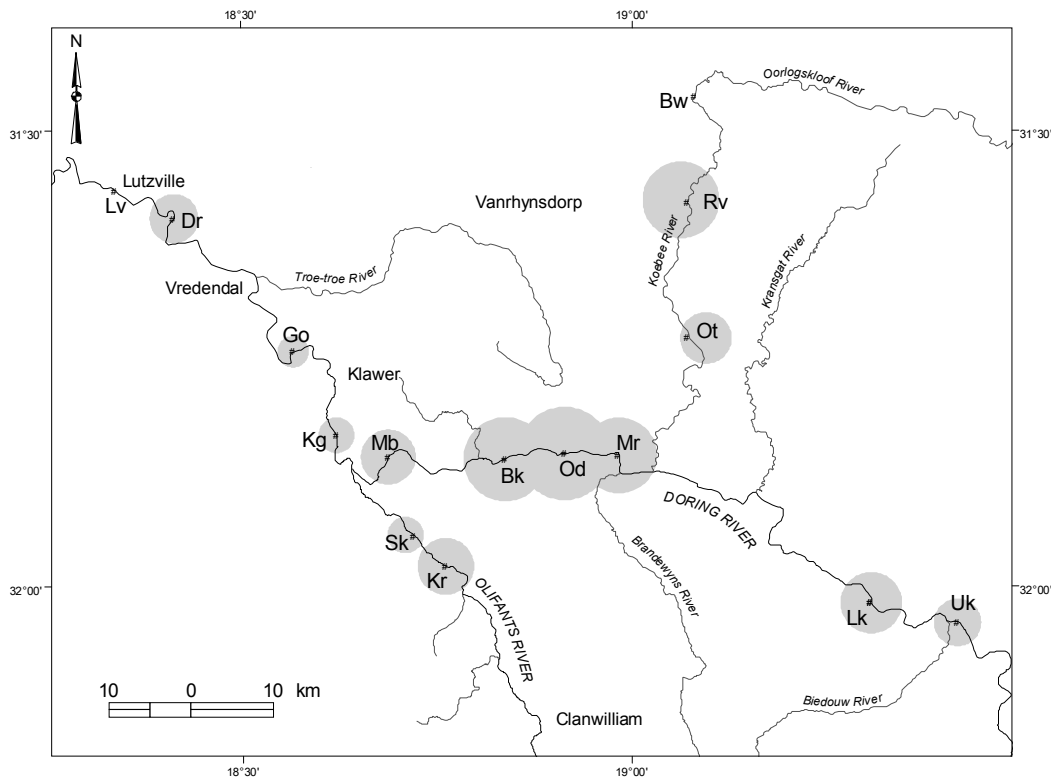 18°30'
19°00'
N
Oorlogskloof River
Bw
31°30'
31°30'
Lutzville
Lv
Dr
Vanrhynsdorp
Rv
Koebee River
Kransgat River
Troe-troe River
Vredendal
Go
Ot
Klawer
Kg
Mb
Bk
Od
Mr
DORING RIVER
Sk
Kr
Brandewyns River
32°00'
32°00'
OLIFANTS RIVER
Lk
Uk
10 0 10 km
Biedouw River
Clanwilliam
18°30'
19°00'